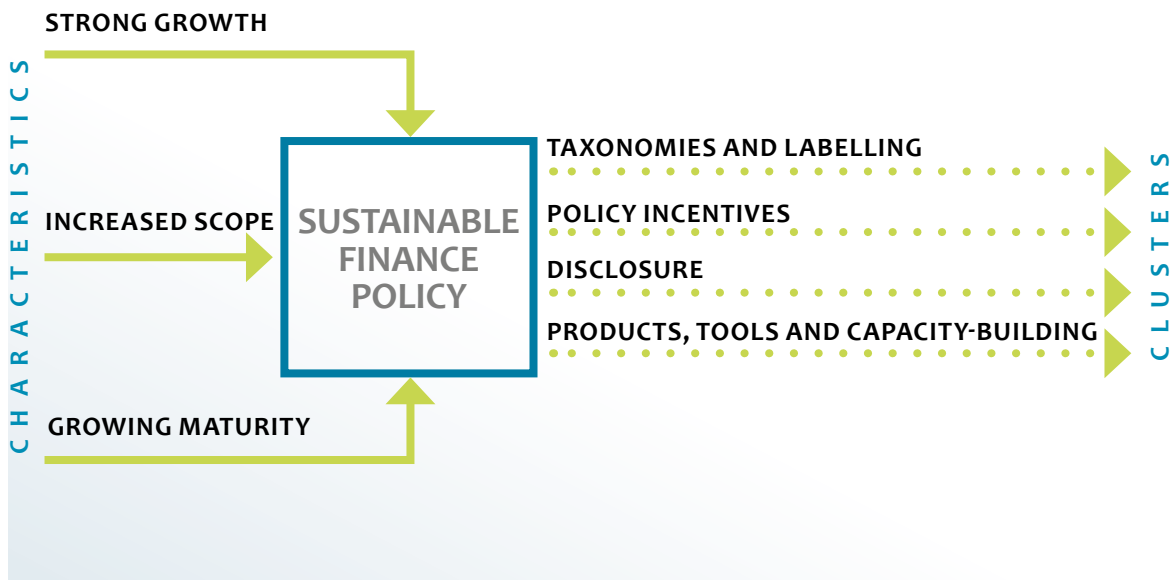 STRONG GROWTH
CHARACTERISTICS
INCREASED SCOPE
GROWING MATURITY
SUSTAINABLE
FINANCE
POLICY
TAXONOMIES AND LABELLING
POLICY INCENTIVES
DISCLOSURE
PRODUCTS, TOOLS AND CAPACITY-BUILDING
CLUSTERS